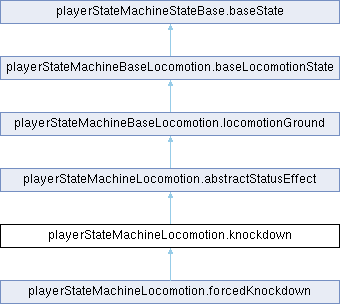 playerStateMachineStateBase.baseState
playerStateMachineBaseLocomotion.baseLocomotionState
playerStateMachineBaseLocomotion.locomotionGround
playerStateMachineLocomotion.abstractStatusEffect
playerStateMachineLocomotion.knockdown
playerStateMachineLocomotion.forcedKnockdown